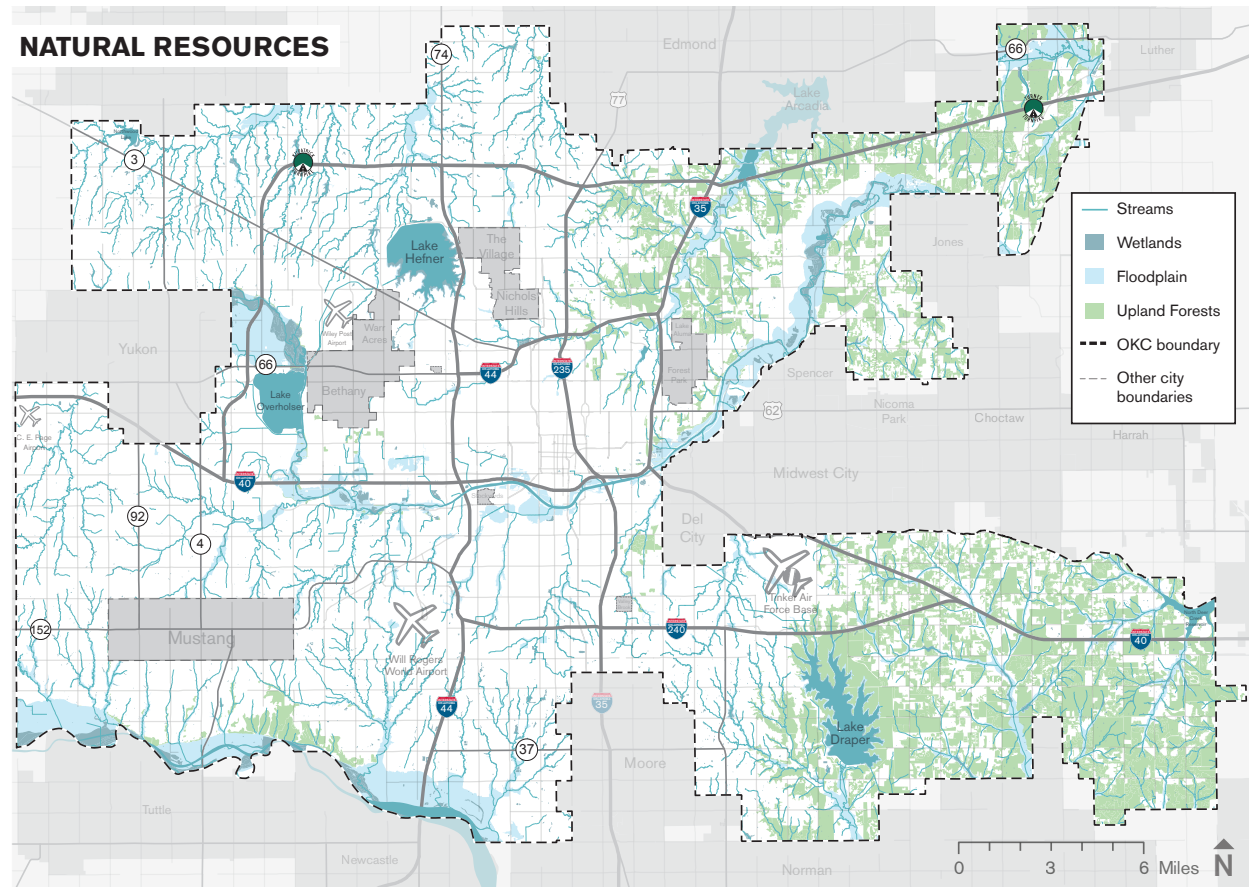 NATURAL RESOURCES
74
Edmond
66
Luther
77
Lake
Arcadia
TURNER
TURNPIKE
3
35
Streams
Wetlands
Floodplain
Upland Forests
OKC boundary
Other city
boundaries
Jones
Lake
Hefner
The
Village
Nichols
Hills
Wiley Post
Airport
Warr
Acres
Yukon
66
44
235
Forest
Park
Spencer
Bethany
Lake
Overholser
62
Nicoma
Park
Choctaw
Harrah
C. E. Page
Airport
40
Midwest City
92
4
Del
City
Tinker Air
Force Base
152
Mustang
240
40
Will Rogers
World Airport
44
35
37
Lake
Draper
Moore
Tuttle
Newcastle
Norman
0
3
6
Miles
N